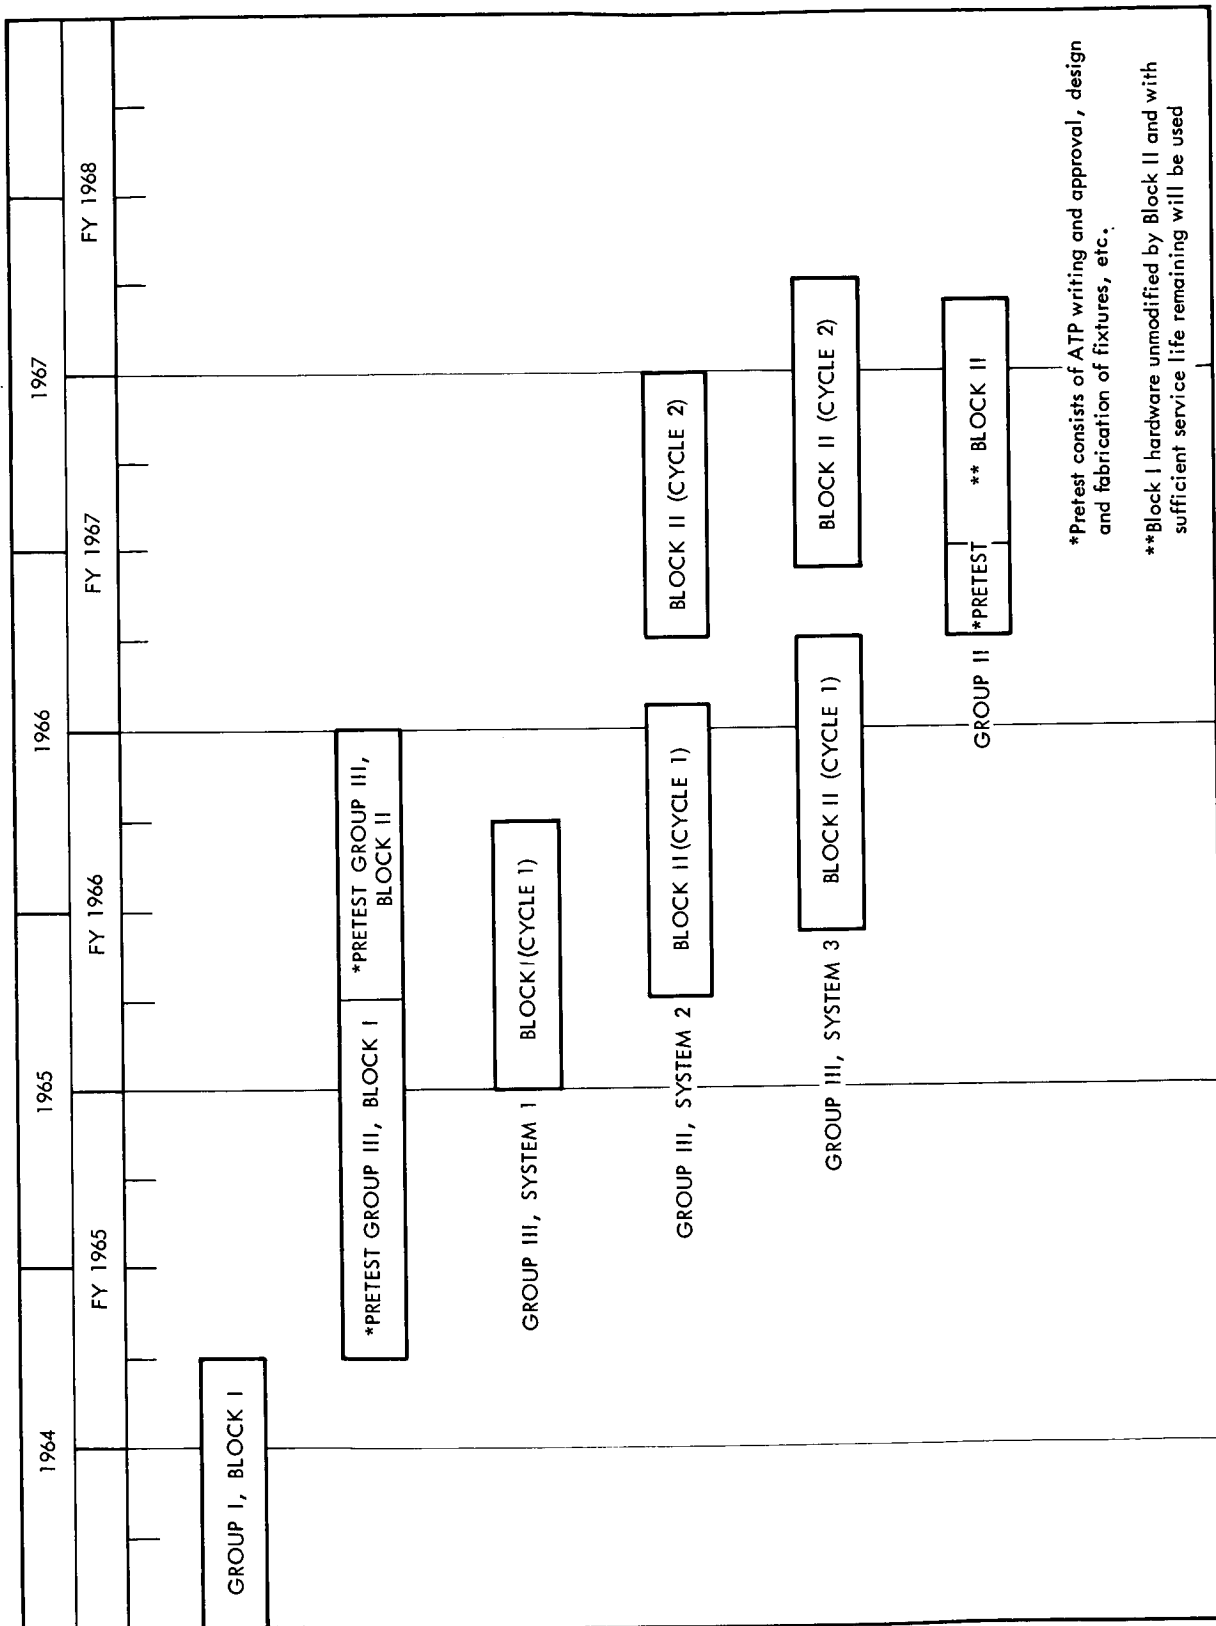 1964
1965
1966
1967
FY 1965
FY 1966
FY 1967
FY 1968
GROUP I, BLOCK I
*PRETEST GROUP III, BLOCK I
*PRETEST GROUP III,
BLOCK II
GROUP III, SYSTEM 1
BLOCK I (CYCLE 1)
GROUP III, SYSTEM 2
BLOCK II (CYCLE 1)
BLOCK II (CYCLE 2)
GROUP III, SYSTEM 3
BLOCK II (CYCLE 1)
BLOCK II (CYCLE 2)
GROUP II
*PRETEST
** BLOCK II
*Pretest consists of ATP writing and approval, design
and fabrication of fixtures, etc.
**Block I hardware unmodified by Block II and with
sufficient service life remaining will be used